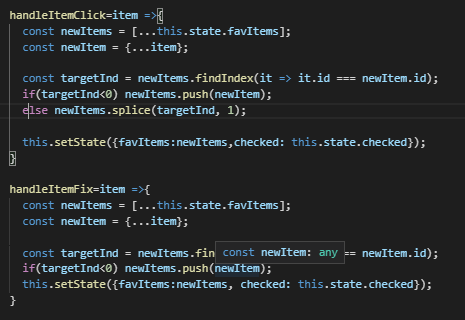 handleItemClick=item =>{
const newItems = [...this.state.favItems];
const newItem = {...item};
const targetInd = newItems.findIndex(it => it.id === newItem.id);
if(targetInd<0) newItems.push(newItem);
else newItems.splice(targetInd, 1);
this.setState({favItems:newItems,checked: this.state.checked});
}
handleItemFix=item =>{
const newItems = [...this.state.favItems];
const newItem = {...item};
const targetInd = newItems.fin const newItem: any == newItem.id);
if(targetInd<0) newItems.push(newItem);
this.setState({favItems:newItems, checked: this.state.checked});
}